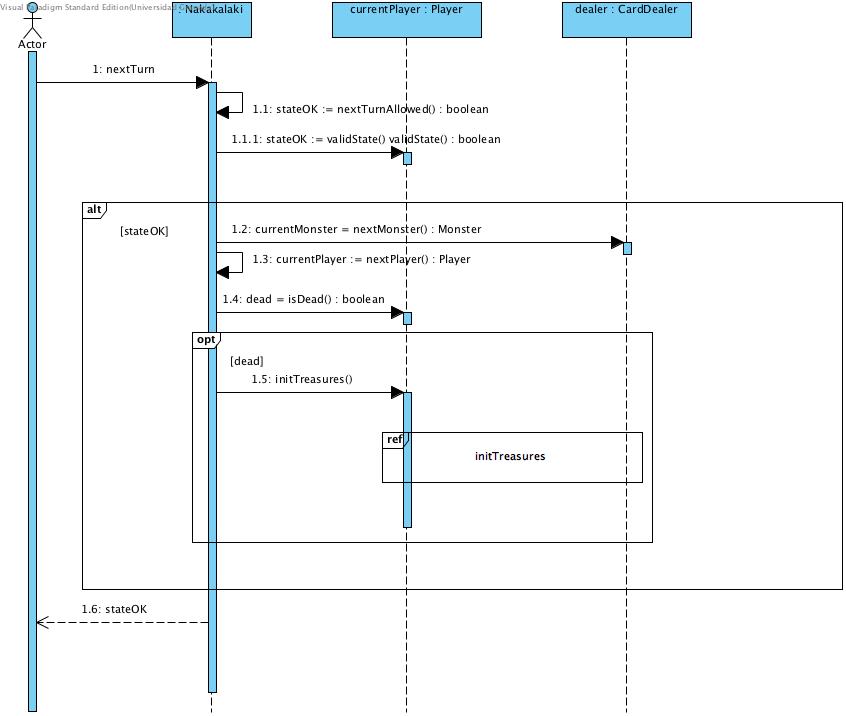 Visual Paradigm Standard Edition(Universidad
: Nakakalaki
currentPlayer : Player
dealer : CardDealer
Actor
1: nextTurn
1.1: stateOK := nextTurnAllowed() : boolean
1.1.1: stateOK := validState() validState() : boolean
alt
[stateOK]
1.2: currentMonster = nextMonster() : Monster
1.3: currentPlayer := nextPlayer() : Player
1.4: dead = isDead() : boolean
opt
[dead]
1.5: initTreasures()
ref
initTreasures
1.6: stateOK